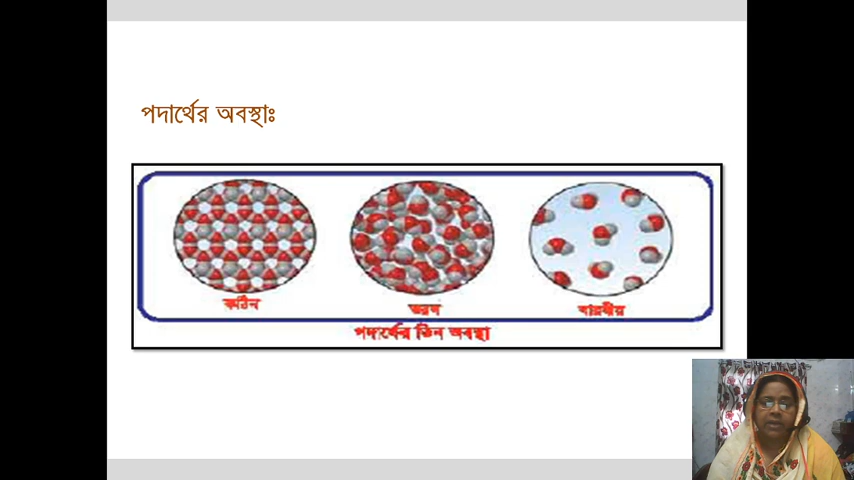 পদার্থের অবস্থাঃ
কঠিন
তরল
বায়বীয়
পদার্থের তিন অবস্থা